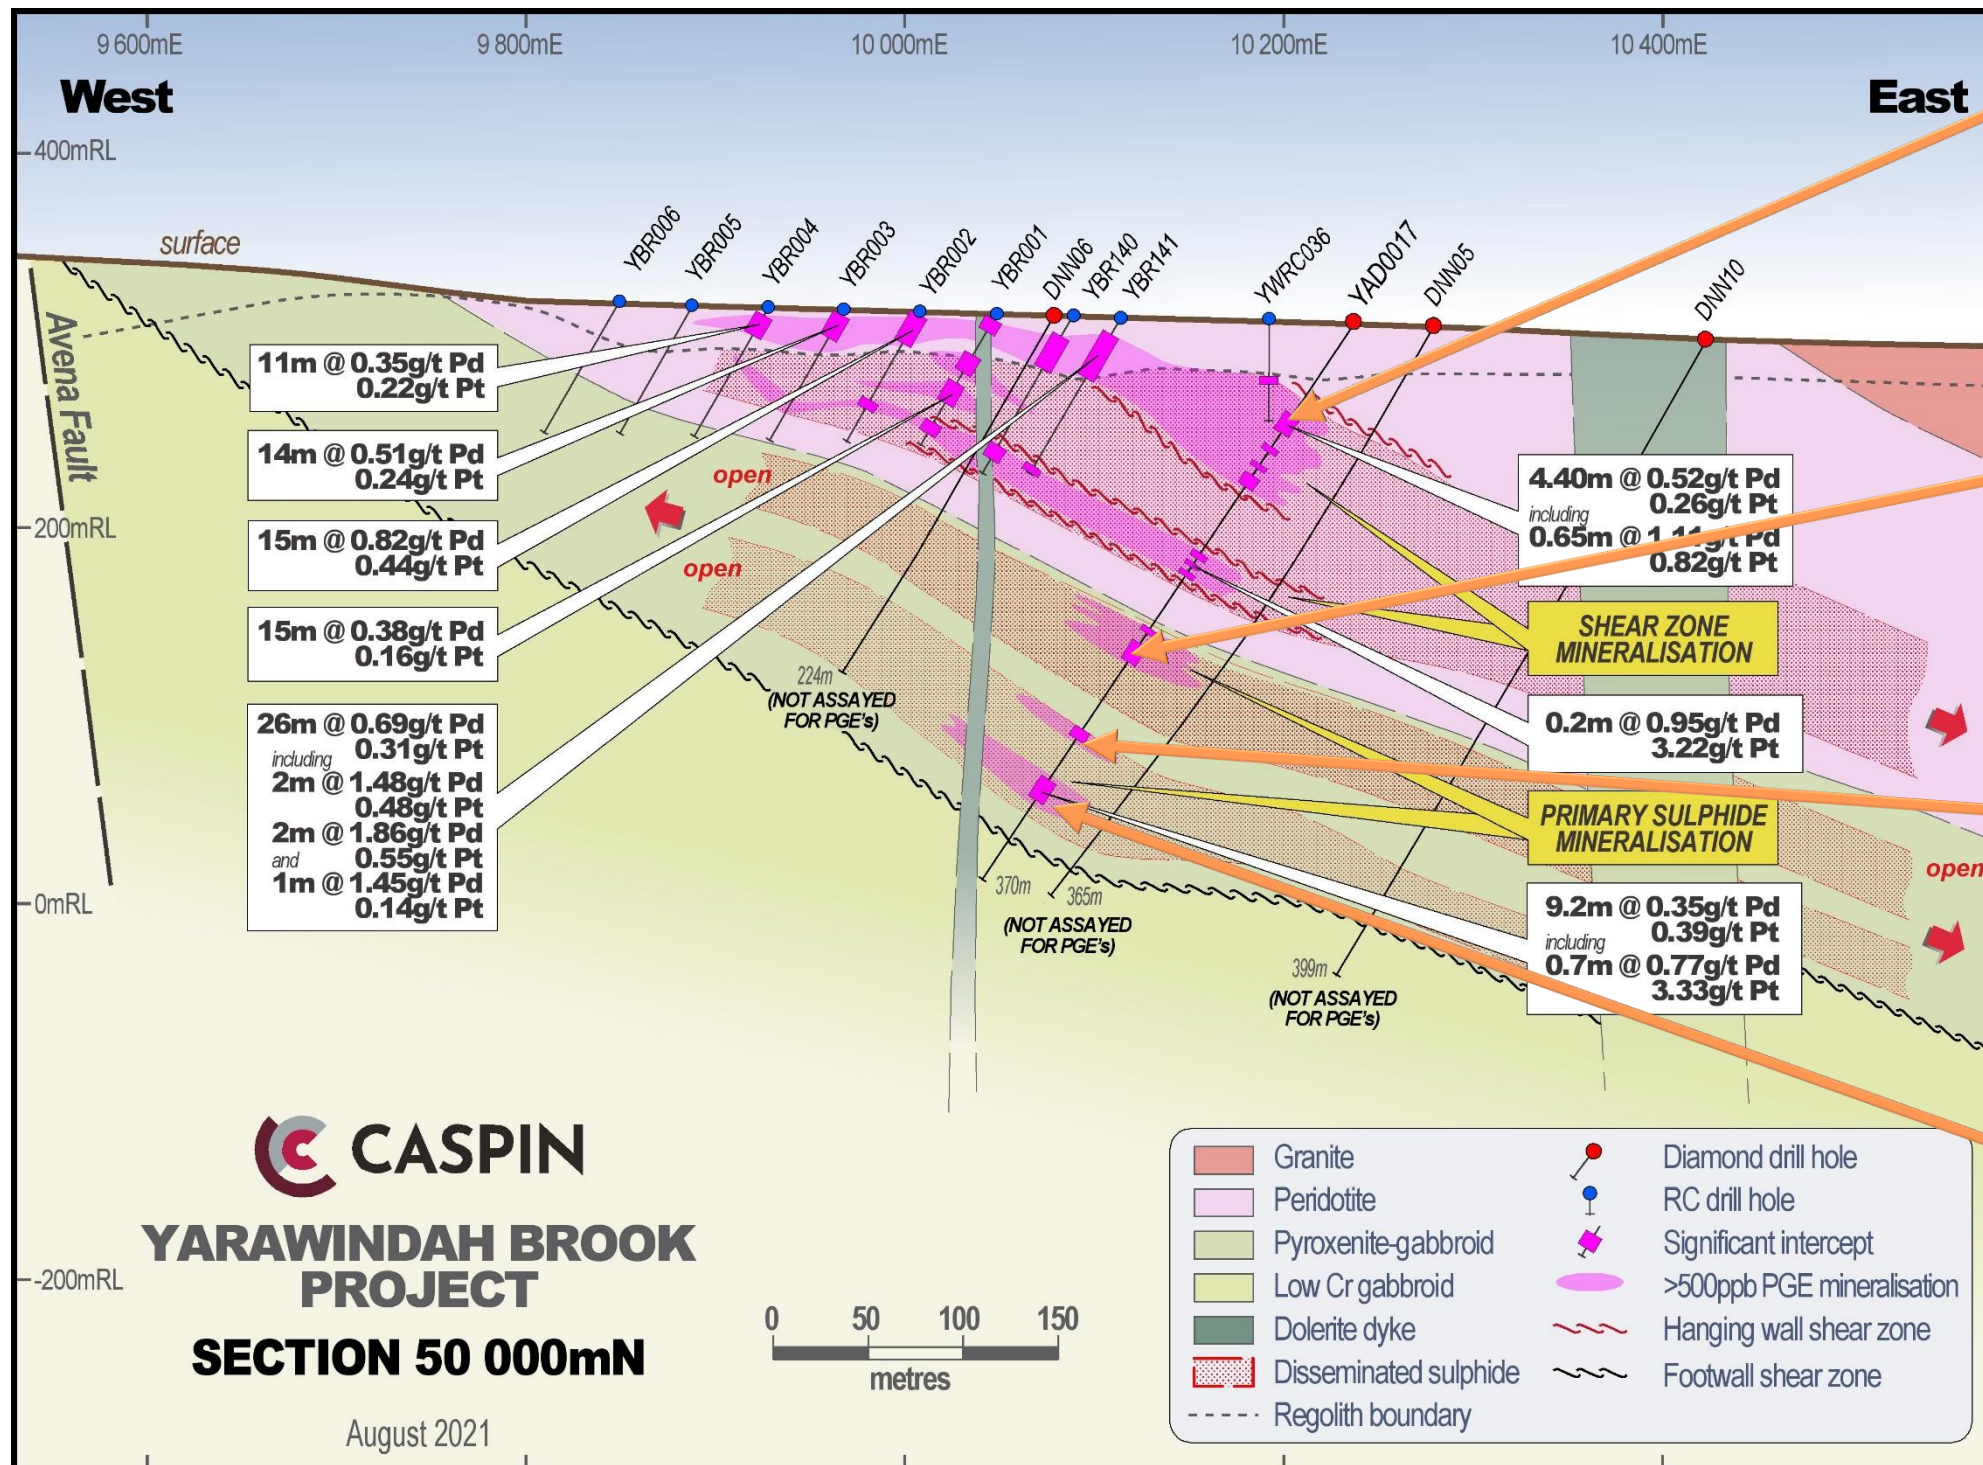 9 600mE
9 800mE
10 000mE
10 200mE
10 400mE
West
East
400mRL
surface
YBR006
YBR005
YBR004
YBR003
YBR002
YBR001
DNN06
YBR140
YBR141
YWRC036
YAD0017
DNN05
DNN10
Avena Fault
11m @ 0.35g/t Pd
0.22g/t Pt
14m @ 0.51g/t Pd
0.24g/t Pt
open
200mRL
15m @ 0.82g/t Pd
0.44g/t Pt
open
15m @ 0.38g/t Pd
0.16g/t Pt
26m @ 0.69g/t Pd
including 0.31g/t Pt
2m @ 1.48g/t Pd
0.48g/t Pt
2m @ 1.86g/t Pd
and 0.55g/t Pt
1m @ 1.45g/t Pd
0.14g/t Pt
4.40m @ 0.52g/t Pd
including 0.26g/t Pt
0.65m @ 1.11g/t Pd
0.82g/t Pt
SHEAR ZONE
MINERALISATION
224m
(NOT ASSAYED
FOR PGE's)
0.2m @ 0.95g/t Pd
3.22g/t Pt
PRIMARY SULPHIDE
MINERALISATION
open
0mRL
370m
365m
(NOT ASSAYED
FOR PGE's)
9.2m @ 0.35g/t Pd
including 0.39g/t Pt
0.7m @ 0.77g/t Pd
3.33g/t Pt
399m
(NOT ASSAYED
FOR PGE's)
CASPIN
YARAWINDAH BROOK
PROJECT
SECTION 50 000mN
August 2021
-200mRL
0 50 100 150
metres
Granite
Peridotite
Pyroxenite-gabbroid
Low Cr gabbroid
Dolerite dyke
Disseminated sulphide
Regolith boundary
Diamond drill hole
RC drill hole
Significant intercept
>500ppb PGE mineralisation
Hanging wall shear zone
Footwall shear zone